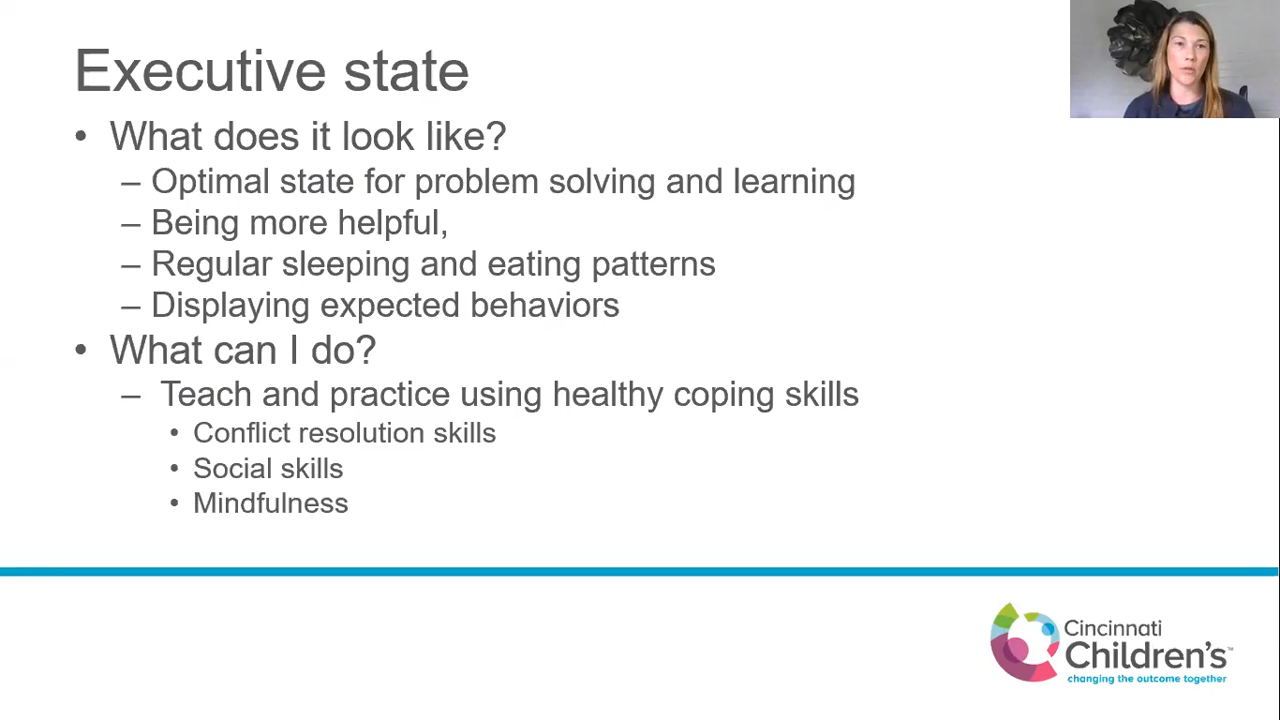 Executive state
• What does it look like?
– Optimal state for problem solving and learning
– Being more helpful,
– Regular sleeping and eating patterns
– Displaying expected behaviors
• What can I do?
– Teach and practice using healthy coping skills
• Conflict resolution skills
• Social skills
• Mindfulness
Cincinnati
Children's™
changing the outcome together